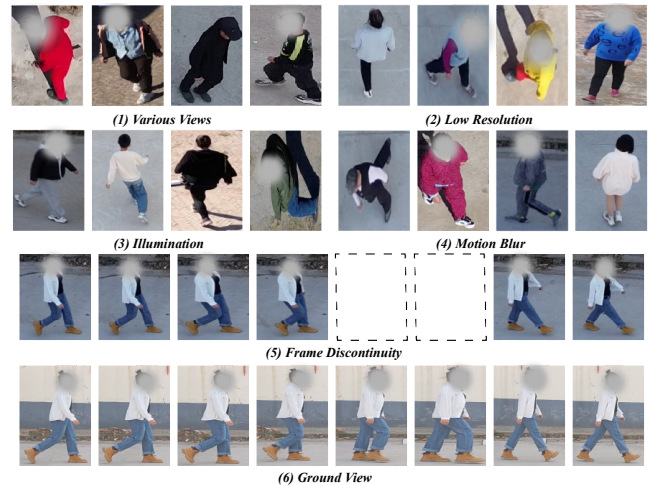 (1) Various Views
(2) Low Resolution
(3) Illumination
(4) Motion Blur
(5) Frame Discontinuity
(6) Ground View